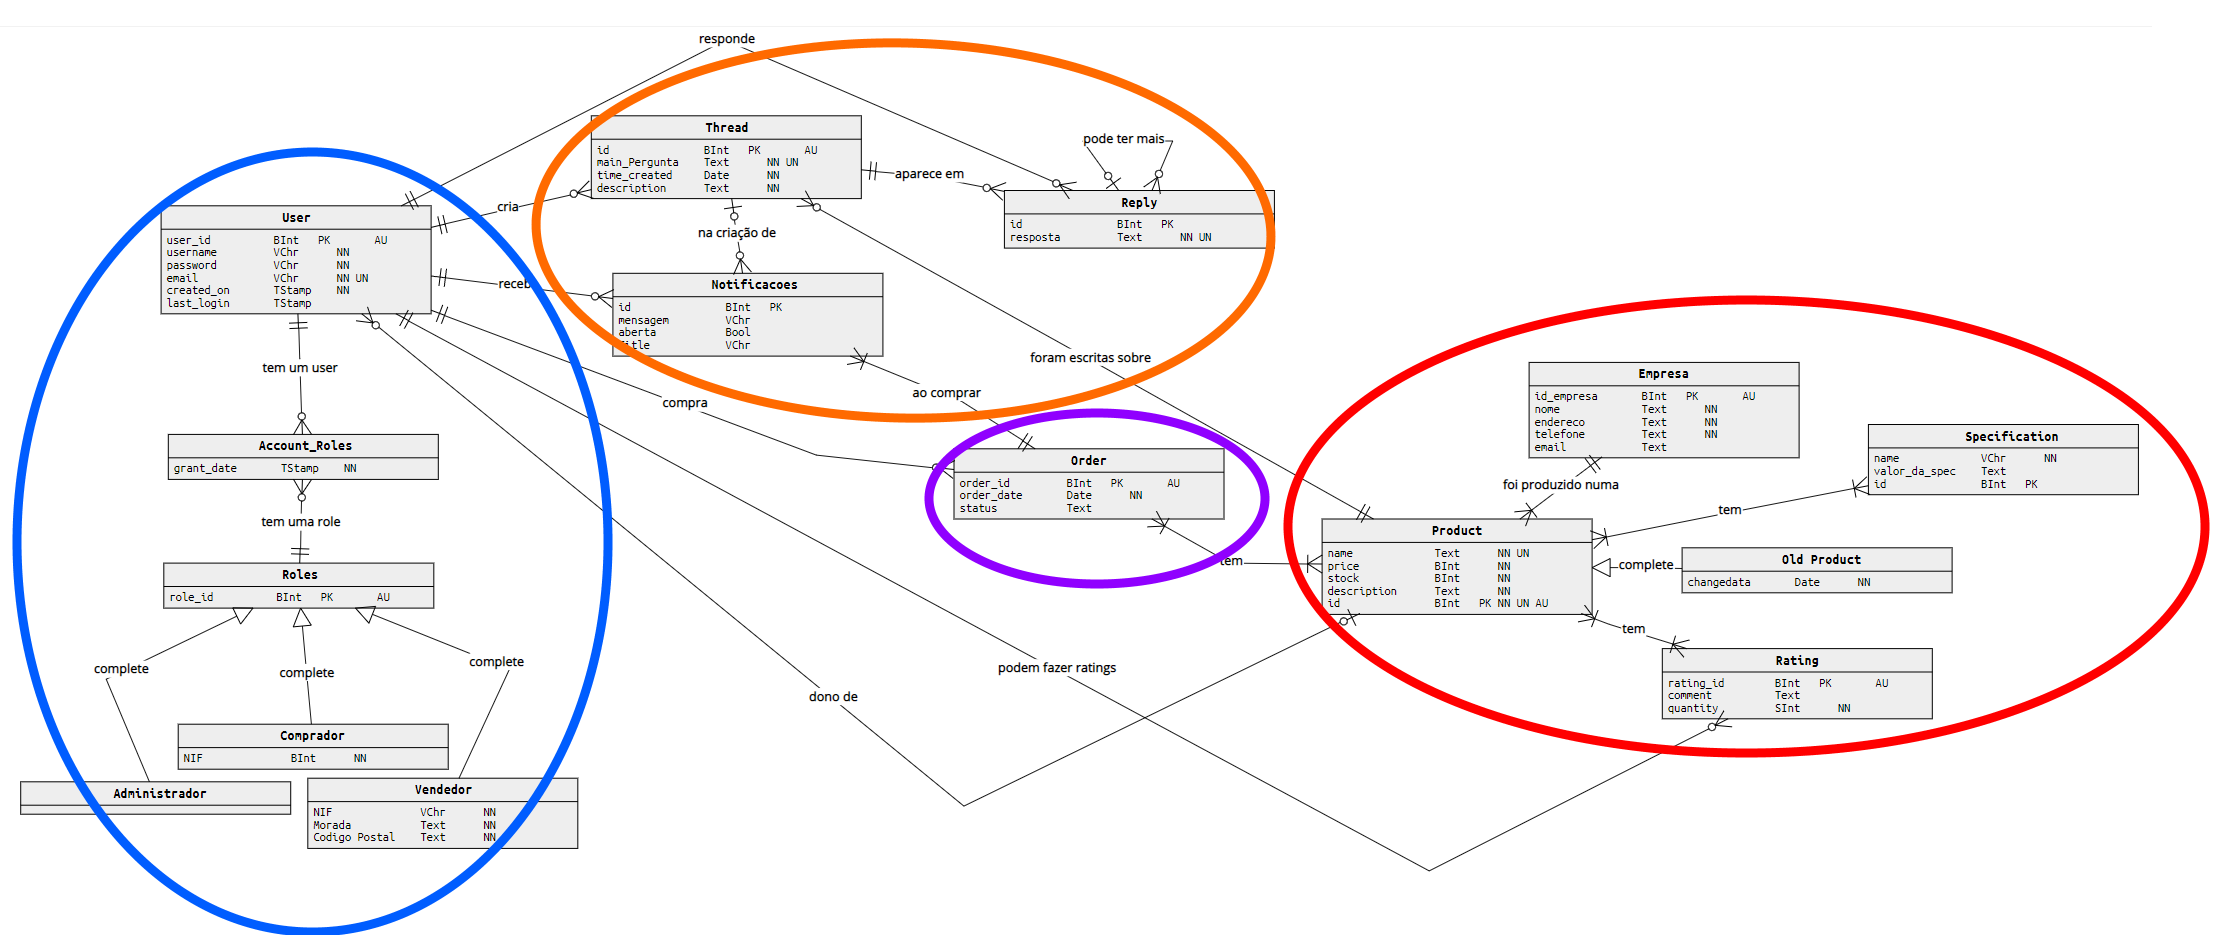 responde
Thread
id BInt PK AU
main_Pergunta Text NN UN
time_created Date NN
description Text NN
pode ter mais
aparece em
Reply
id BInt PK
resposta Text NN UN
cria
User
user_id BInt PK AU
username VChr NN
password VChr NN
email VChr NN UN
created_on TStamp NN
last_login TStamp
na criação de
receb
Notificacoes
id BInt PK
mensagem VChr
aberta Bool
itle VChr
foram escritas sobre
tem um user
compra
ao comprar
Empresa
id_empresa BInt PK AU
nome Text NN
endereco Text NN
telefone Text NN
email Text
Specification
name VChr NN
valor_da_spec Text
id BInt PK
Account_Roles
grant_date TStamp NN
Order
order_id BInt PK AU
order_date Date NN
status Text
foi produzido numa
tem
tem uma role
Product
name Text NN UN
price BInt NN
stock BInt NN
description Text NN
id BInt PK NN UN AU
tem
complete
Old Product
changedata Date NN
Roles
role_id BInt PK AU
tem
Rating
rating_id BInt PK AU
comment Text
quantity SInt NN
complete
complete
complete
podem fazer ratings
dono de
Comprador
NIF BInt NN
Administrador
Vendedor
NIF VChr NN
Morada Text NN
Codigo Postal Text NN